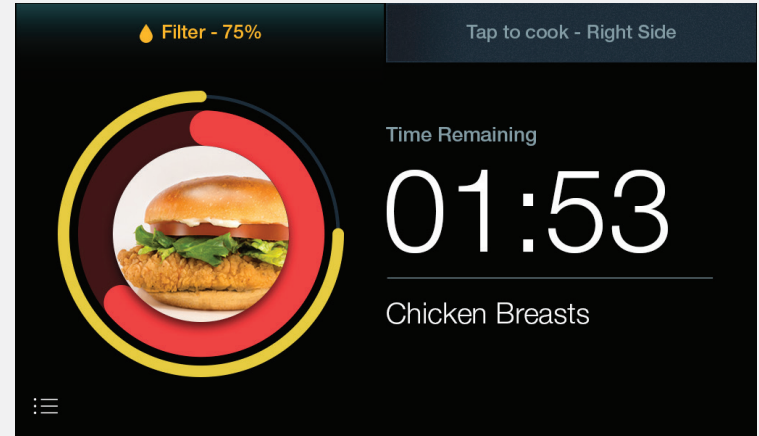 Filter - 75%
Tap to cook - Right Side
Time Remaining
01:53
Chicken Breasts